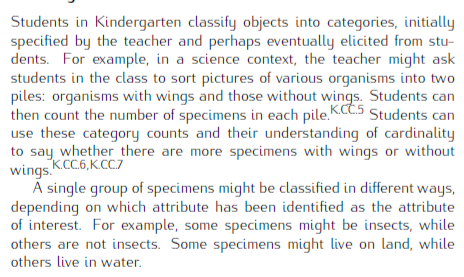 Students in Kindergarten classify objects into categories, initially
specified by the teacher and perhaps eventually elicited from stu-
dents. For example, in a science context, the teacher might ask
students in the class to sort pictures of various organisms into two
piles: organisms with wings and those without wings. Students can
then count the number of specimens in each pile.K.CC.5 Students can
use these category counts and their understanding of cardinality
to say whether there are more specimens with wings or without
wings.K.CC.6,K.CC.7
A single group of specimens might be classified in different ways,
depending on which attribute has been identified as the attribute
of interest. For example, some specimens might be insects, while
others are not insects. Some specimens might live on land, while
others live in water.